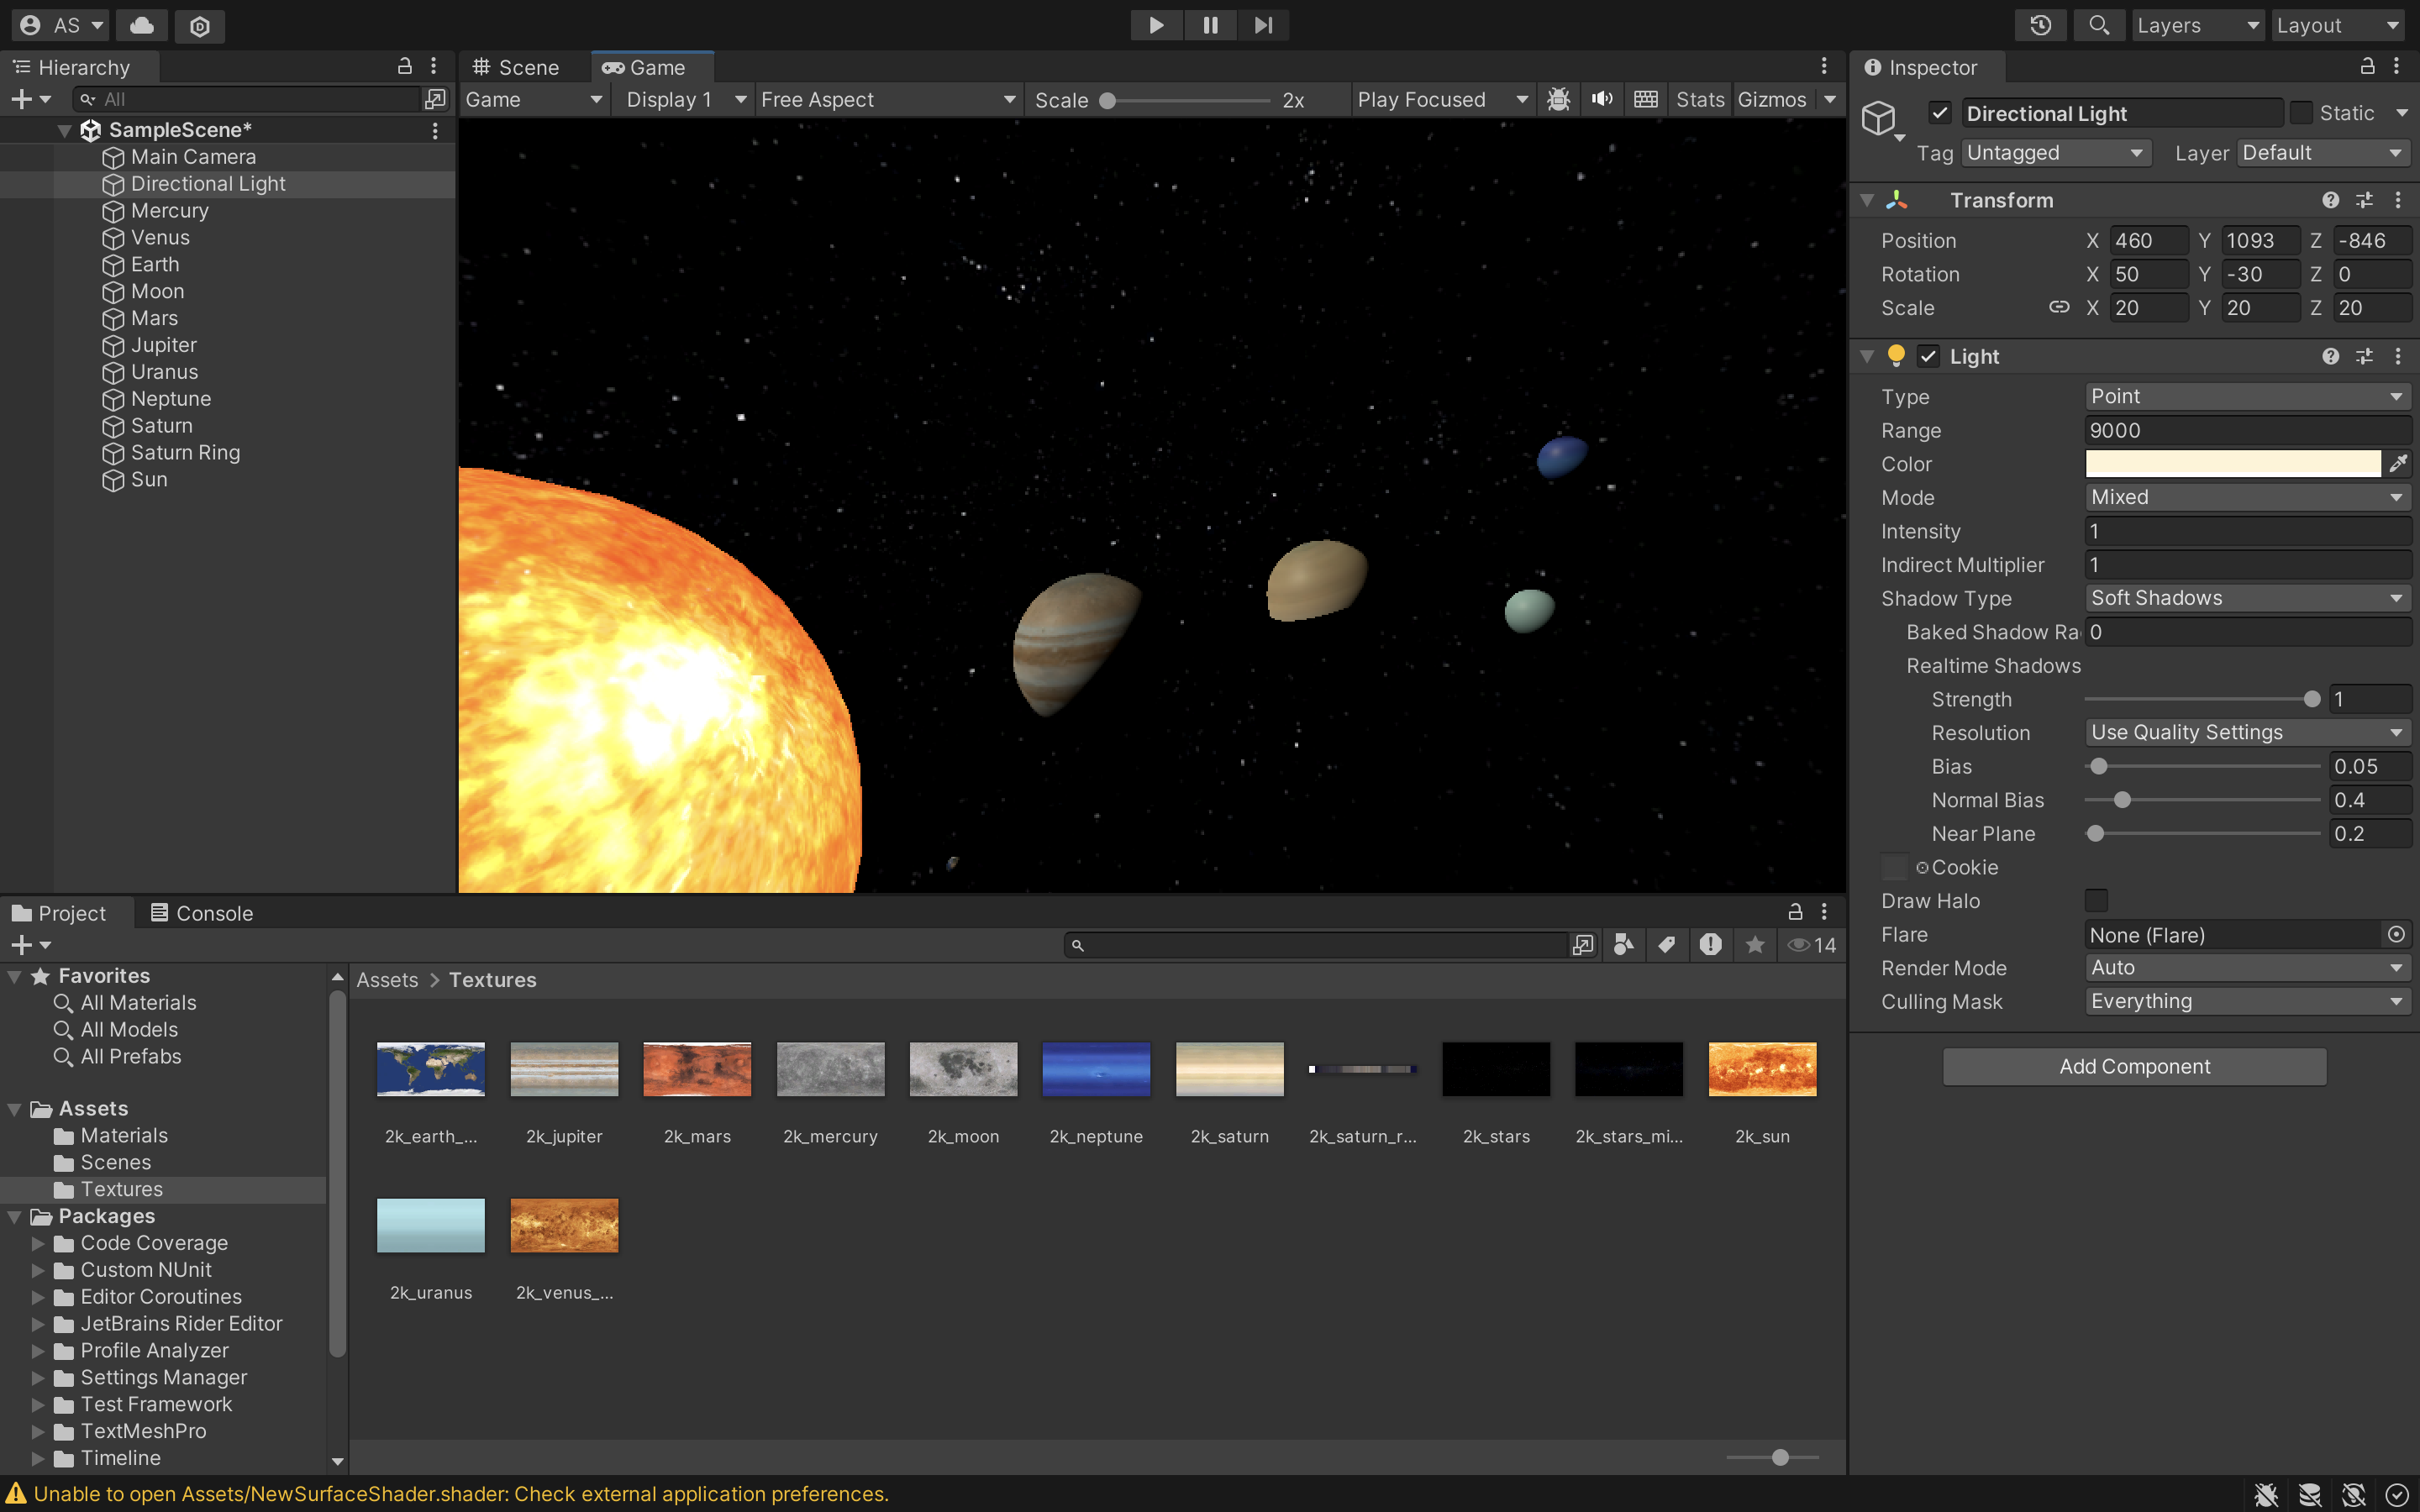 AS
Layers
Layout
Hierarchy
All
SampleScene*
Main Camera
Directional Light
Mercury
Venus
Earth
Moon
Mars
Jupiter
Uranus
Neptune
Saturn
Saturn Ring
Sun
Scene
Game
Game
Display 1
Free Aspect
Scale
2x
Play Focused
Stats
Gizmos
Inspector
Directional Light
Static
Tag Untagged
Layer Default
Transform
Position X 460 Y 1093 Z -846
Rotation X 50 Y -30 Z 0
Scale X 20 Y 20 Z 20
Light
Type Point
Range 9000
Color
Mode Mixed
Intensity 1
Indirect Multiplier 1
Shadow Type Soft Shadows
Baked Shadow Ra 0
Realtime Shadows
Strength 1
Resolution Use Quality Settings
Bias 0.05
Normal Bias 0.4
Near Plane 0.2
Cookie
Draw Halo
Flare None (Flare)
Render Mode Auto
Culling Mask Everything
Add Component
Project
Console
14
Favorites
All Materials
All Models
All Prefabs
Assets
Materials
Scenes
Textures
Packages
Code Coverage
Custom NUnit
Editor Coroutines
JetBrains Rider Editor
Profile Analyzer
Settings Manager
Test Framework
TextMeshPro
Timeline
Assets > Textures
2k_earth_...
2k_jupiter
2k_mars
2k_mercury
2k_moon
2k_neptune
2k_saturn
2k_saturn_r...
2k_stars
2k_stars_mi...
2k_sun
2k_uranus
2k_venus_...
Unable to open Assets/NewSurfaceShader.shader: Check external application preferences.